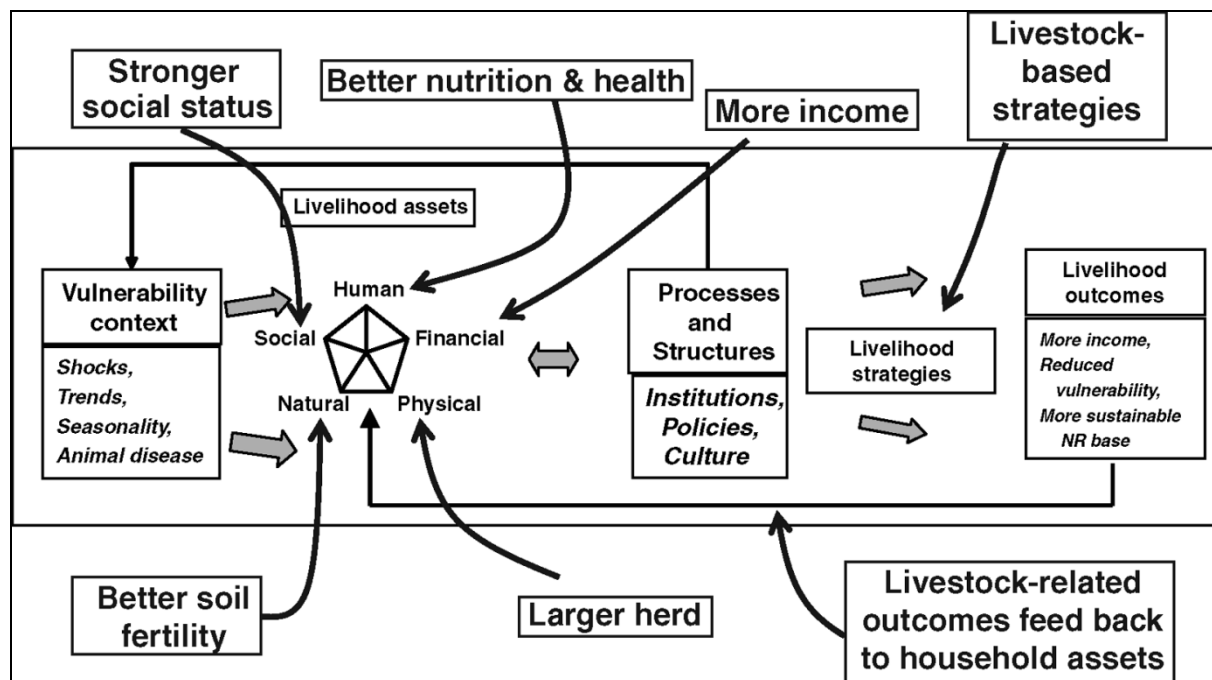 Stronger
social status
Better nutrition & health
More income
Livestock-
based
strategies
Livelihood assets
Vulnerability
context
Shocks,
Trends,
Seasonality,
Animal disease
Human
Social
Financial
Natural
Physical
Processes
and
Structures
Institutions,
Policies,
Culture
Livelihood
strategies
Livelihood
outcomes
More income,
Reduced
vulnerability,
More sustainable
NR base
Better soil
fertility
Larger herd
Livestock-related
outcomes feed back
to household assets